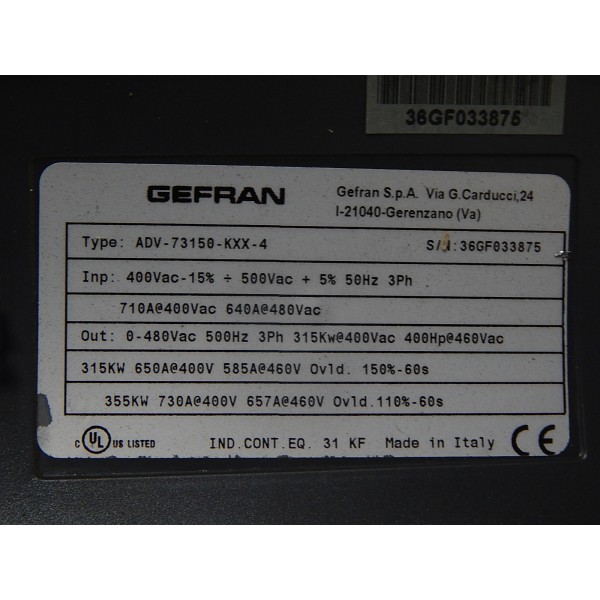 36GF033875
GEFRAN
Gefran S.p.A. Via G.Carducci,24
I-21040-Gerenzano (Va)
Type: ADV-73150-KXX-4 S/N:36GF033875
Inp: 400Vac-15% ÷ 500Vac + 5% 50Hz 3Ph
710A@400Vac 640A@480Vac
Out: 0-480Vac 500Hz 3Ph 315Kw@400Vac 400Hp@460Vac
315KW 650A@400V 585A@460V Ovld. 150%-60s
355KW 730A@400V 657A@460V Ovld.110%-60s
C UL US LISTED IND.CONT.EQ. 31 KF Made in Italy CE